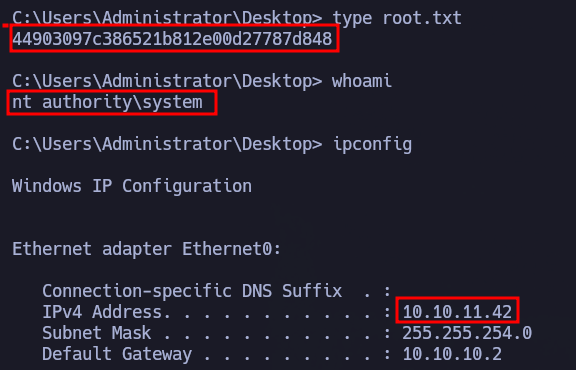 C:\Users\Administrator\Desktop> type root.txt
44903097c386521b812e00d27787d848
C:\Users\Administrator\Desktop> whoami
nt authority\system
C:\Users\Administrator\Desktop> ipconfig
Windows IP Configuration
Ethernet adapter Ethernet0:
Connection-specific DNS Suffix  . :
IPv4 Address. . . . . . . . . . . : 10.10.11.42
Subnet Mask . . . . . . . . . . . : 255.255.254.0
Default Gateway . . . . . . . . . : 10.10.10.2